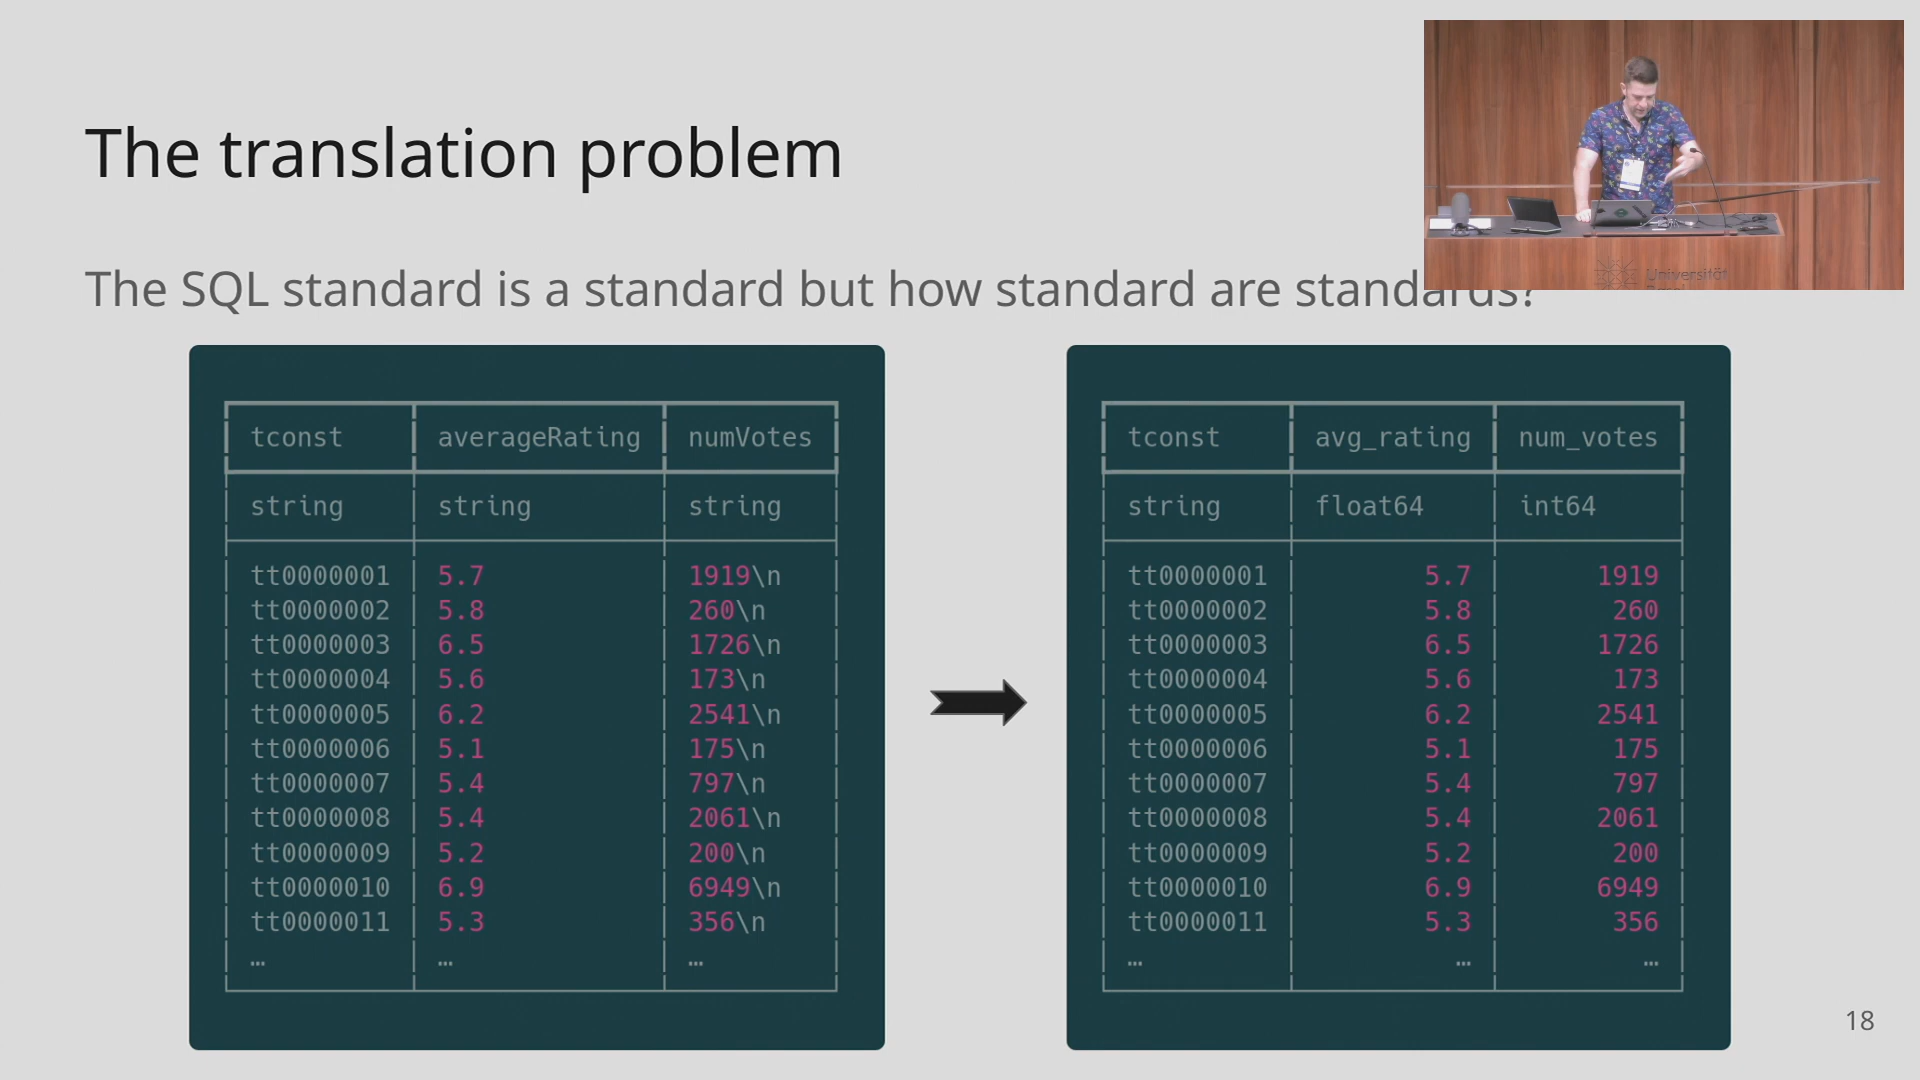 The translation problem
The SQL standard is a standard but how standard are standards?
tconst averageRating numVotes
string string string
tt0000001 5.7 1919\n
tt0000002 5.8 260\n
tt0000003 6.5 1726\n
tt0000004 5.6 173\n
tt0000005 6.2 2541\n
tt0000006 5.1 175\n
tt0000007 5.4 797\n
tt0000008 5.4 2061\n
tt0000009 5.2 200\n
tt0000010 6.9 6949\n
tt0000011 5.3 356\n
… … …
tconst avg_rating num_votes
string float64 int64
tt0000001 5.7 1919
tt0000002 5.8 260
tt0000003 6.5 1726
tt0000004 5.6 173
tt0000005 6.2 2541
tt0000006 5.1 175
tt0000007 5.4 797
tt0000008 5.4 2061
tt0000009 5.2 200
tt0000010 6.9 6949
tt0000011 5.3 356
… … …
Universität
18